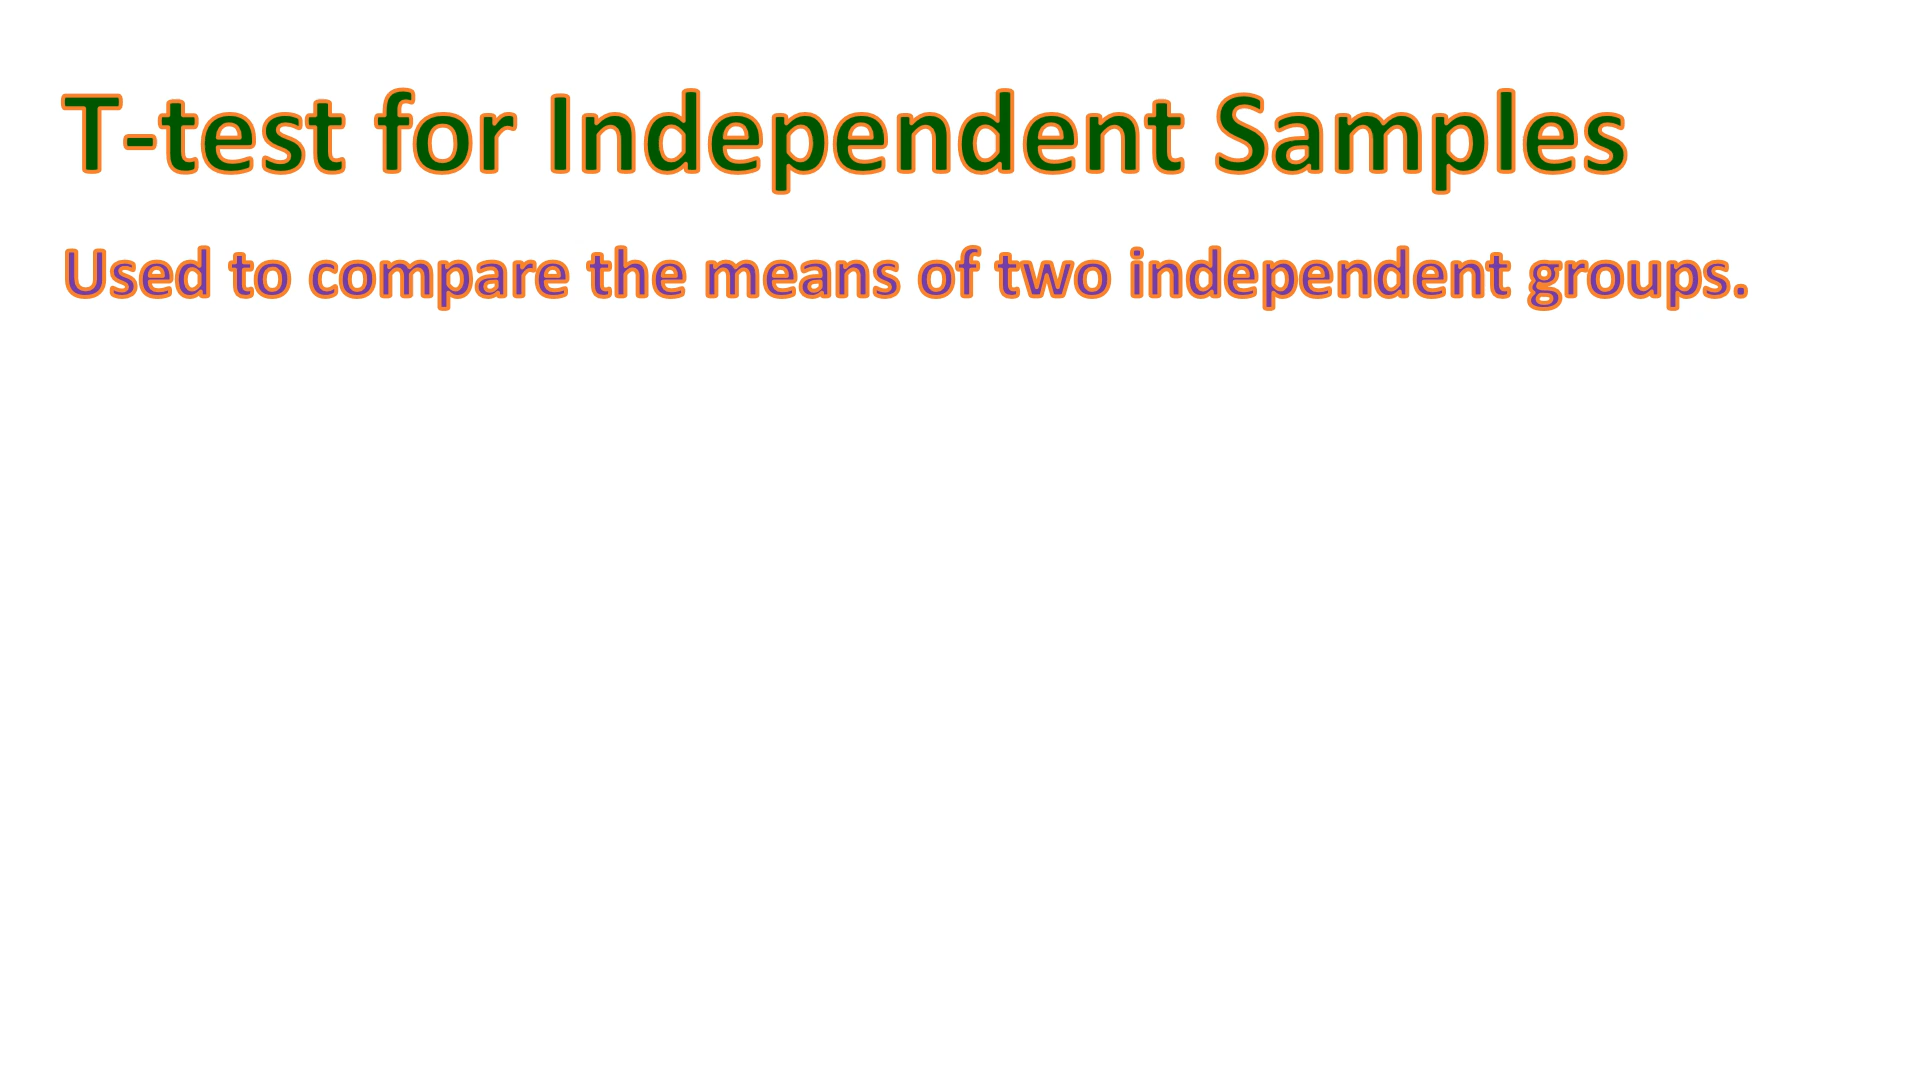 T-test for Independent Samples
Used to compare the means of two independent groups.